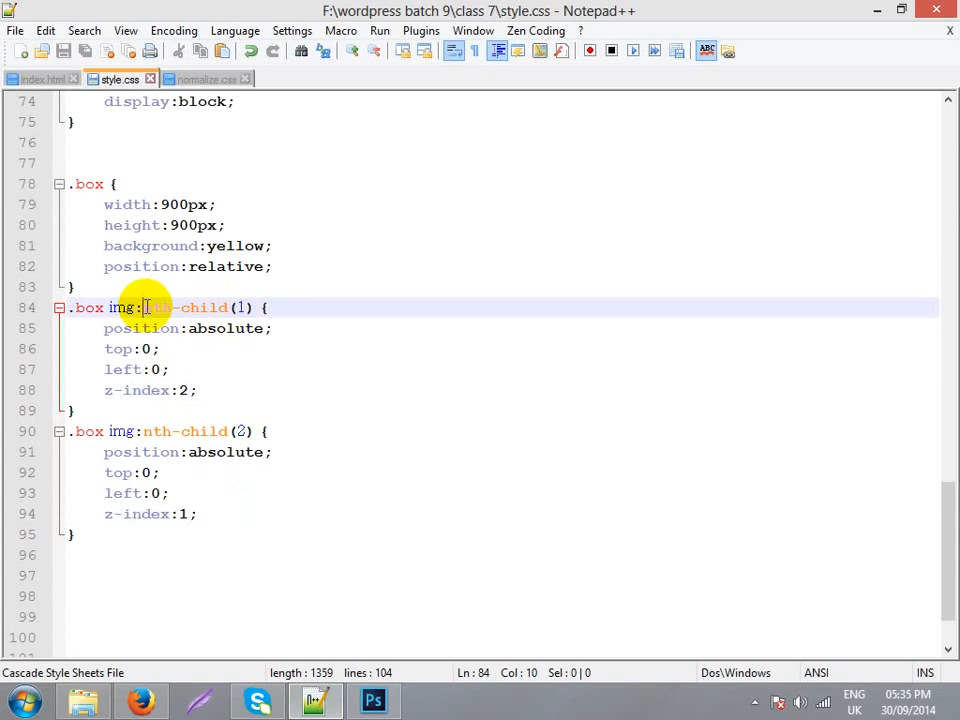 F:\wordpress batch 9\class 7\style.css - Notepad++
File Edit Search View Encoding Language Settings Macro Run Plugins Window Zen Coding ? X
index.html style.css normalize.css
74 display:block;
75 }
76
77
78 .box {
79 width:900px;
80 height:900px;
81 background:yellow;
82 position:relative;
83 }
84 .box img:nth-child(1) {
85 position:absolute;
86 top:0;
87 left:0;
88 z-index:2;
89 }
90 .box img:nth-child(2) {
91 position:absolute;
92 top:0;
93 left:0;
94 z-index:1;
95 }
96
97
98
99
100
Cascade Style Sheets File length : 1359 lines : 104 Ln : 84 Col : 10 Sel : 0 | 0 Dos\Windows ANSI INS
ENG 05:35 PM
UK 30/09/2014